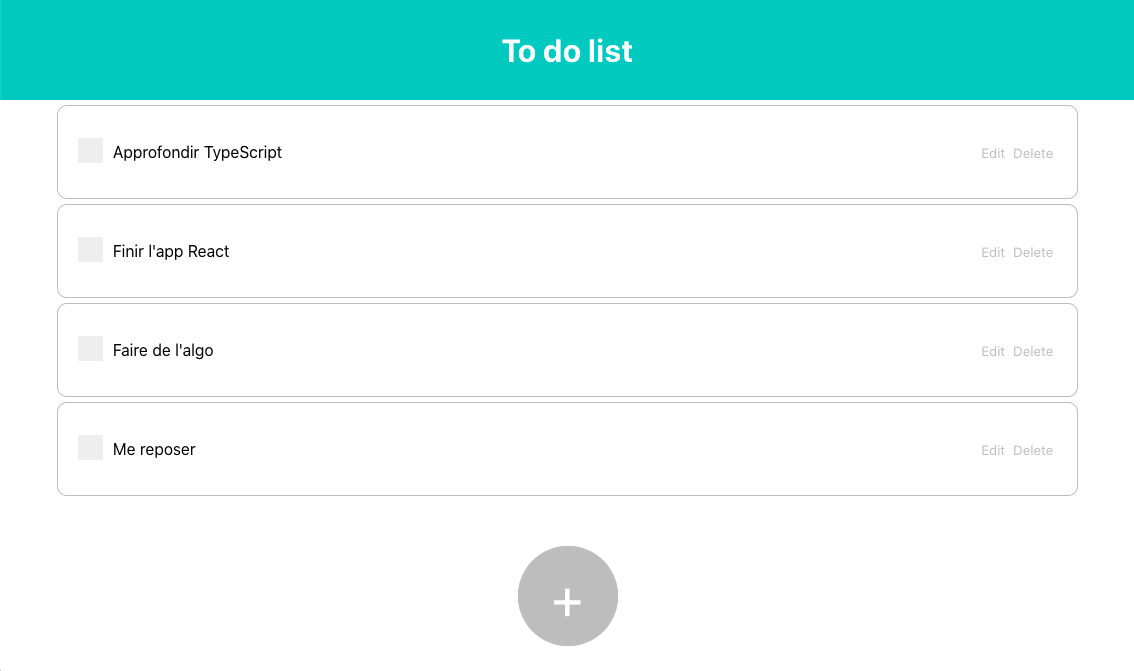 To do list
Approfondir TypeScript Edit Delete
Finir l'app React Edit Delete
Faire de l'algo Edit Delete
Me reposer Edit Delete
+